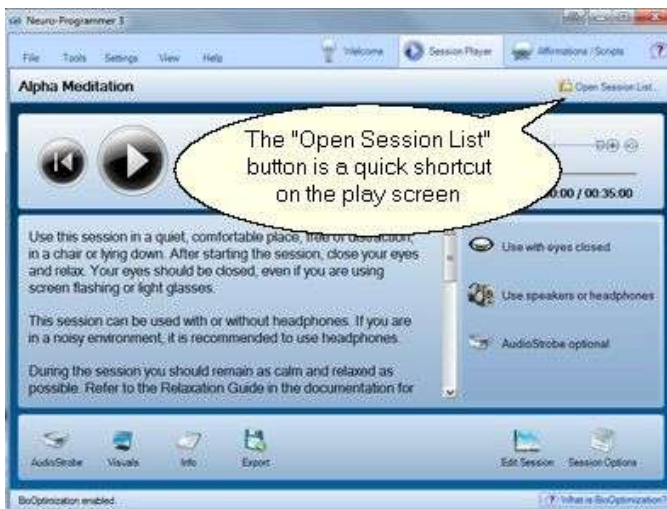 Neuro-Programmer 3
File Tools Settings View Help
Welcome
Session Player
Affirmations / Scripts
Alpha Meditation
Open Session List...
The "Open Session List"
button is a quick shortcut
on the play screen
/ 00:35:00
Use this session in a quiet, comfortable place, free of distraction,
in a chair or lying down. After starting the session, close your eyes
and relax. Your eyes should be closed, even if you are using
screen flashing or light glasses.
This session can be used with or without headphones. If you are
in a noisy environment, it is recommended to use headphones.
During the session you should remain as calm and relaxed as
possible. Refer to the Relaxation Guide in the documentation for
Use with eyes closed
Use speakers or headphones
AudioStrobe optional
AudioStrobe
Visuals
Info
Export
Edit Session
Session Options
BioOptimization enabled.
What is BioOptimization?